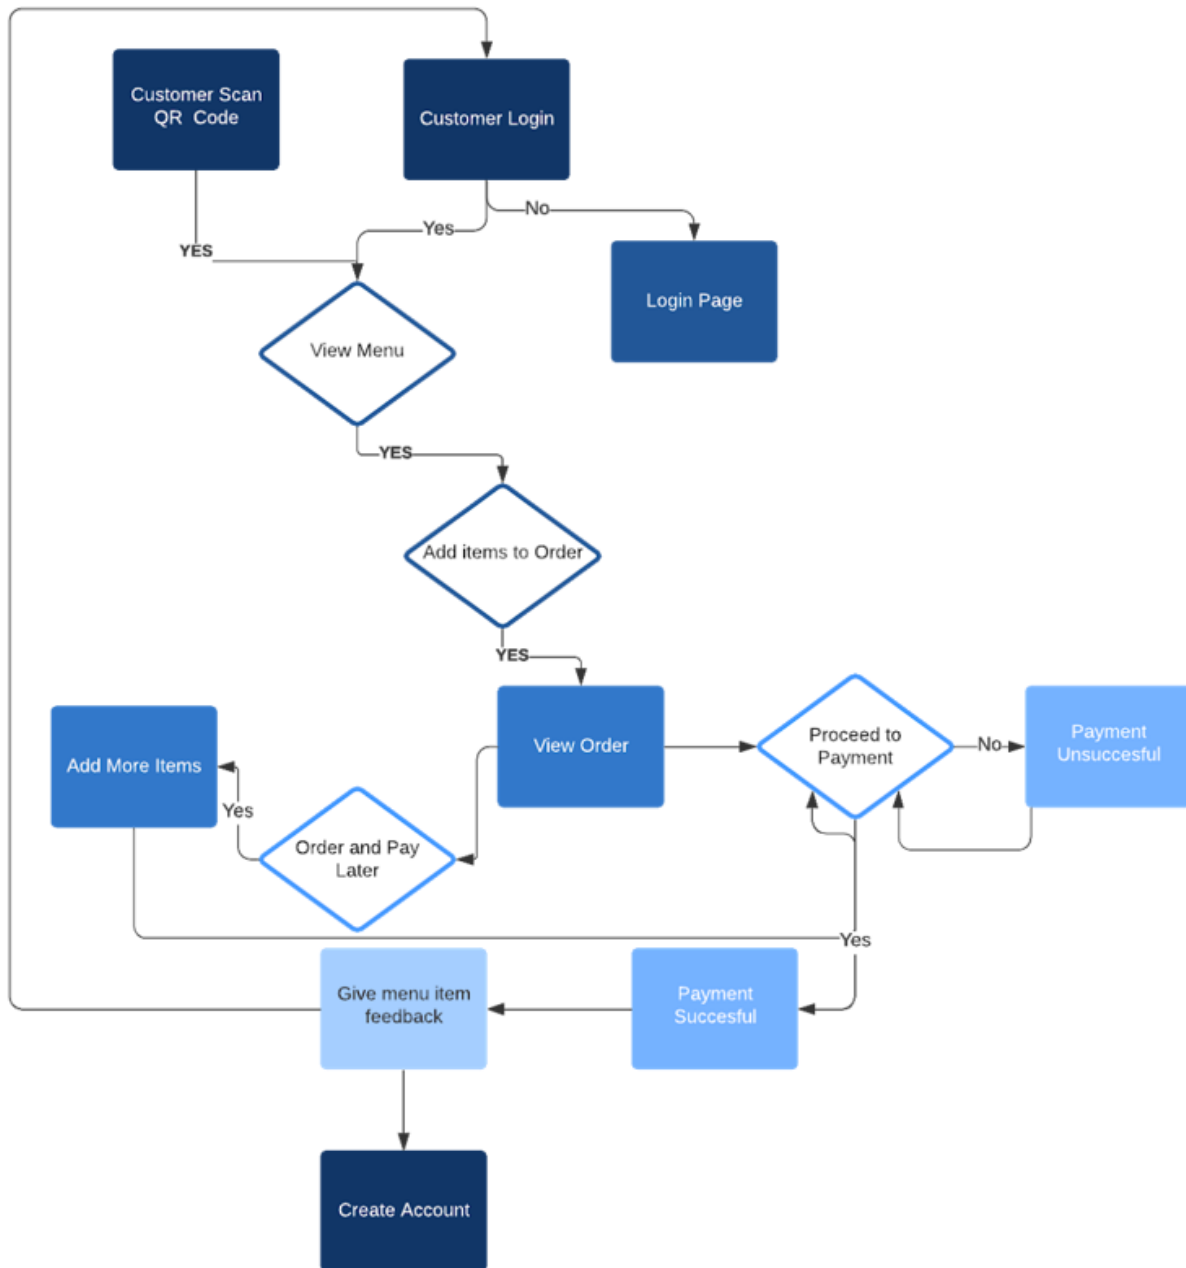 Customer Scan
QR Code
Customer Login
No
Yes
YES
Login Page
View Menu
YES
Add items to Order
YES
View Order
Proceed to
Payment
No
Payment
Unsuccesful
Add More Items
Yes
Order and Pay
Later
Yes
Give menu item
feedback
Payment
Succesful
Create Account